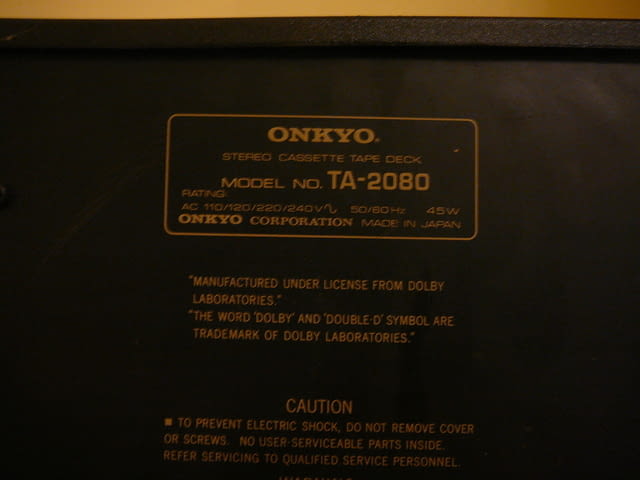 ONKYO®
STEREO CASSETTE TAPE DECK
MODEL NO. TA-2080
RATING:
AC 110/120/220/240V∿ 50/60Hz 45W
ONKYO CORPORATION MADE IN JAPAN
"MANUFACTURED UNDER LICENSE FROM DOLBY
LABORATORIES."
"THE WORD 'DOLBY' AND 'DOUBLE-D' SYMBOL ARE
TRADEMARK OF DOLBY LABORATORIES."
CAUTION
■ TO PREVENT ELECTRIC SHOCK, DO NOT REMOVE COVER
OR SCREWS. NO USER-SERVICEABLE PARTS INSIDE.
REFER SERVICING TO QUALIFIED SERVICE PERSONNEL.